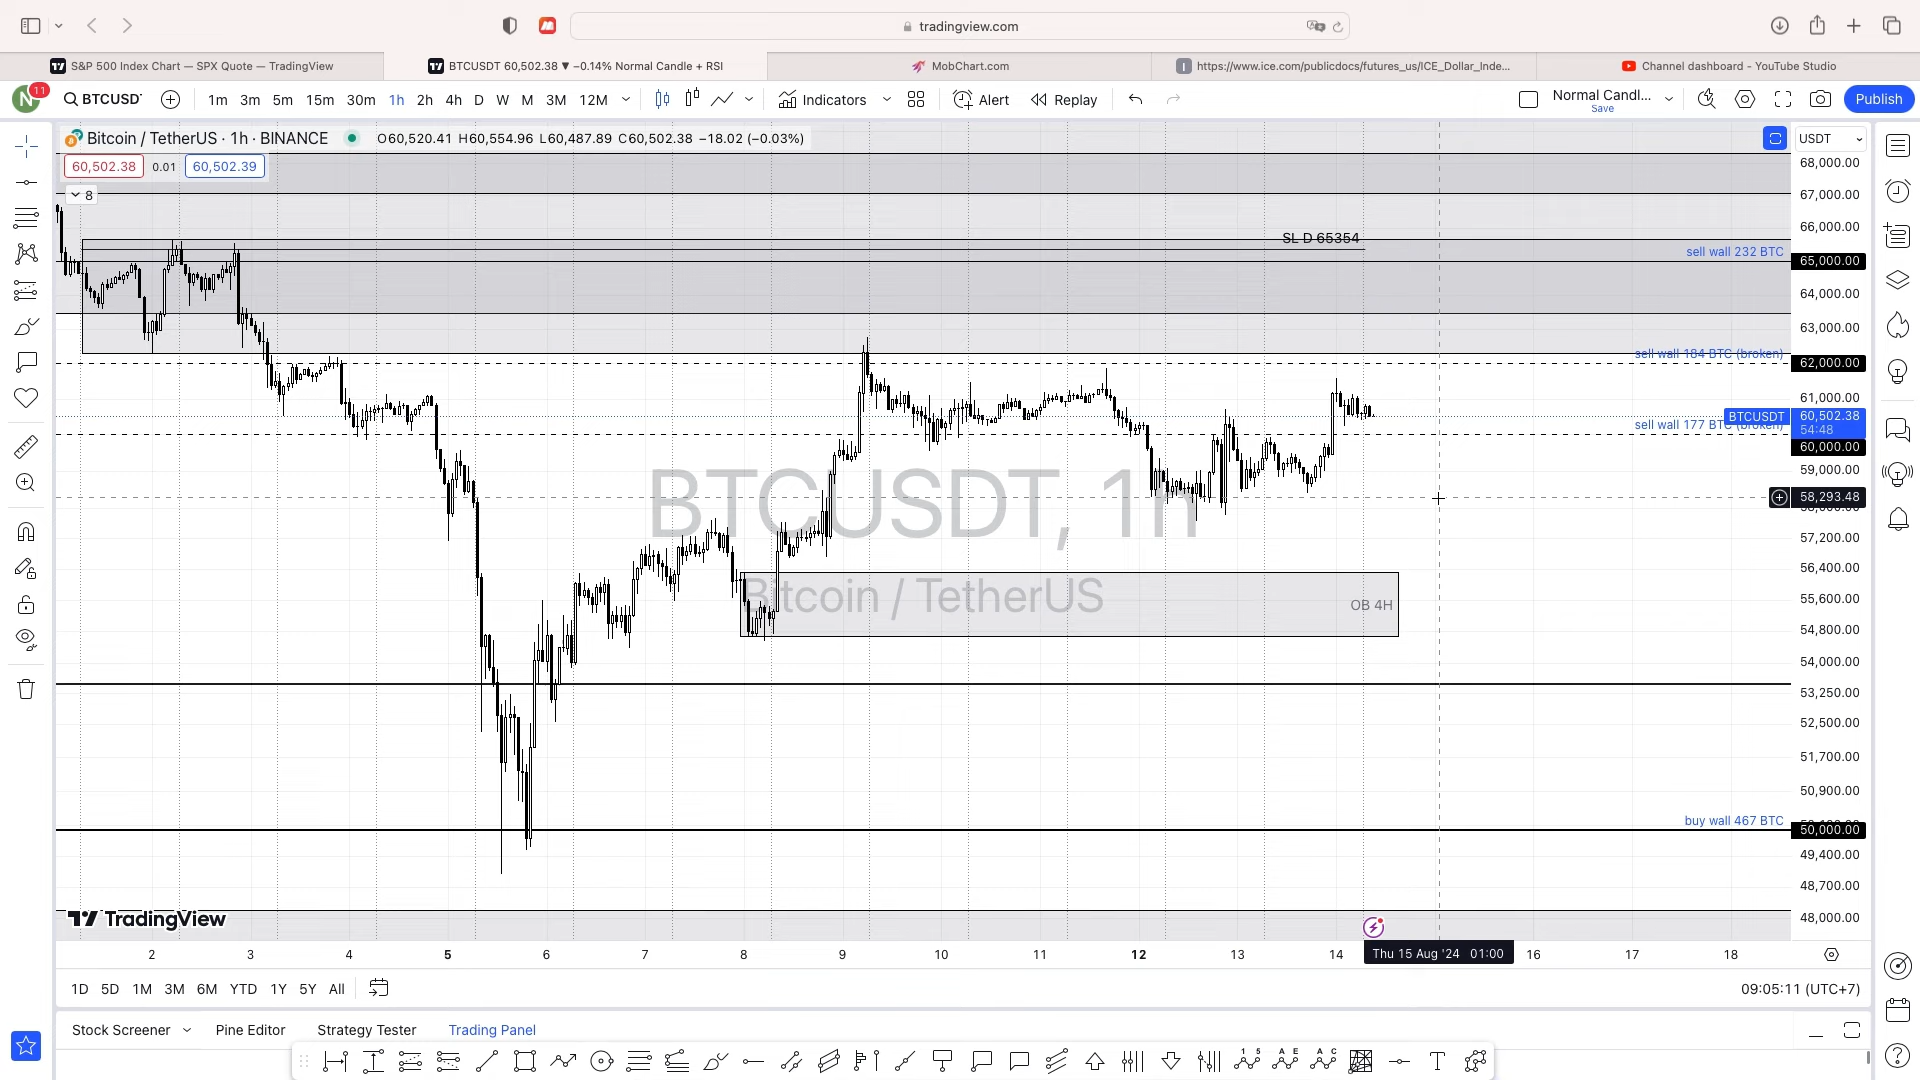 tradingview.com
S&P 500 Index Chart — SPX Quote — TradingView
BTCUSDT 60,502.38 ▼ −0.14% Normal Candle + RSI
MobChart.com
https://www.ice.com/publicdocs/futures_us/ICE_Dollar_Inde...
Channel dashboard - YouTube Studio
N 11
BTCUSD
1m 3m 5m 15m 30m 1h 2h 4h D W M 3M 12M
Indicators
Alert
Replay
Normal Candl...
Save
Publish
Bitcoin / TetherUS · 1h · BINANCE
O60,520.41 H60,554.96 L60,487.89 C60,502.38 −18.02 (−0.03%)
USDT
60,502.38 0.01 60,502.39
8
68,000.00
67,000.00
66,000.00
SL D 65354
sell wall 232 BTC
65,000.00
64,000.00
63,000.00
sell wall 184 BTC (broken)
62,000.00
61,000.00
BTCUSDT 60,502.38
54:48
sell wall 177 BTC (broken)
60,000.00
59,000.00
58,293.48
58,000.00
BTCUSDT, 1h
57,200.00
56,400.00
Bitcoin / TetherUS
OB 4H
55,600.00
54,800.00
54,000.00
53,250.00
52,500.00
51,700.00
50,900.00
buy wall 467 BTC
50,000.00
49,400.00
48,700.00
48,000.00
TradingView
2 3 4 5 6 7 8 9 10 11 12 13 14 Thu 15 Aug '24 01:00 16 17 18
1D 5D 1M 3M 6M YTD 1Y 5Y All
09:05:11 (UTC+7)
Stock Screener Pine Editor Strategy Tester Trading Panel